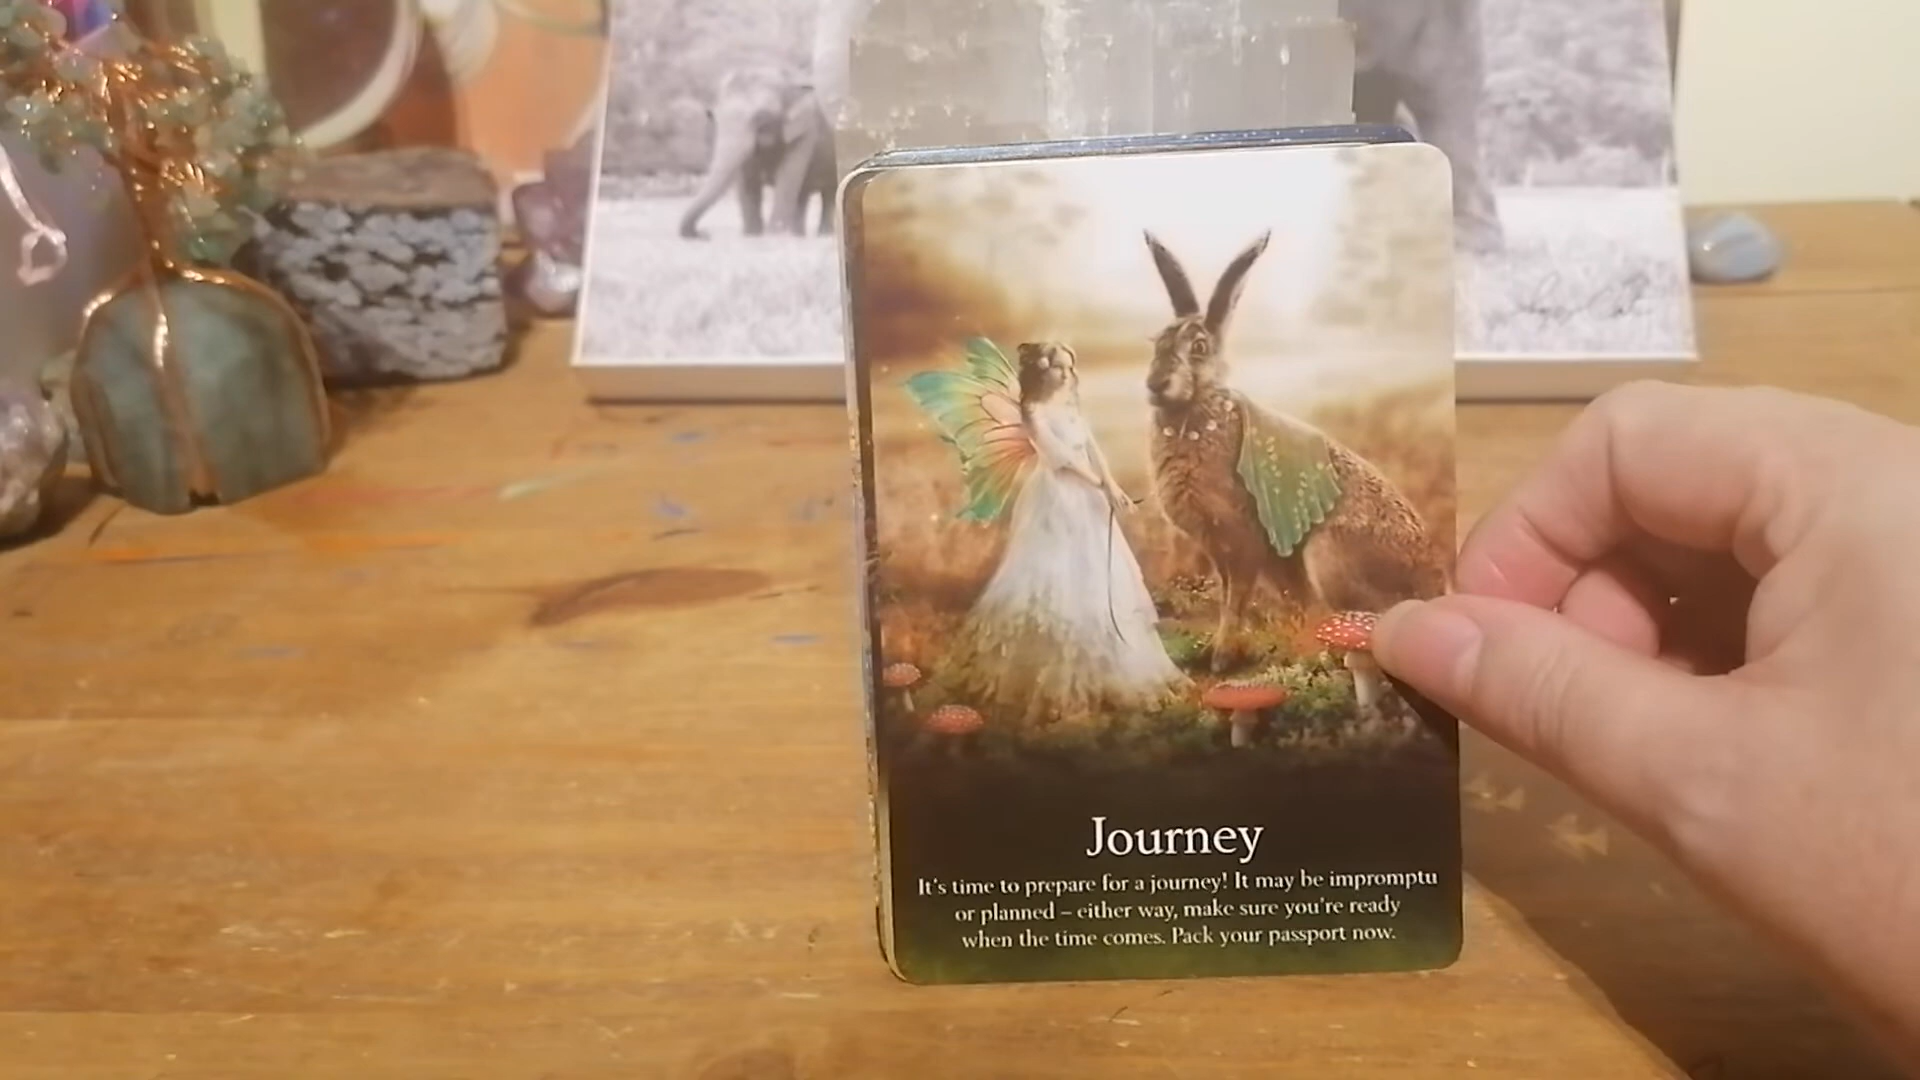 Journey
It's time to prepare for a journey! It may be impromptu
or planned – either way, make sure you're ready
when the time comes. Pack your passport now.